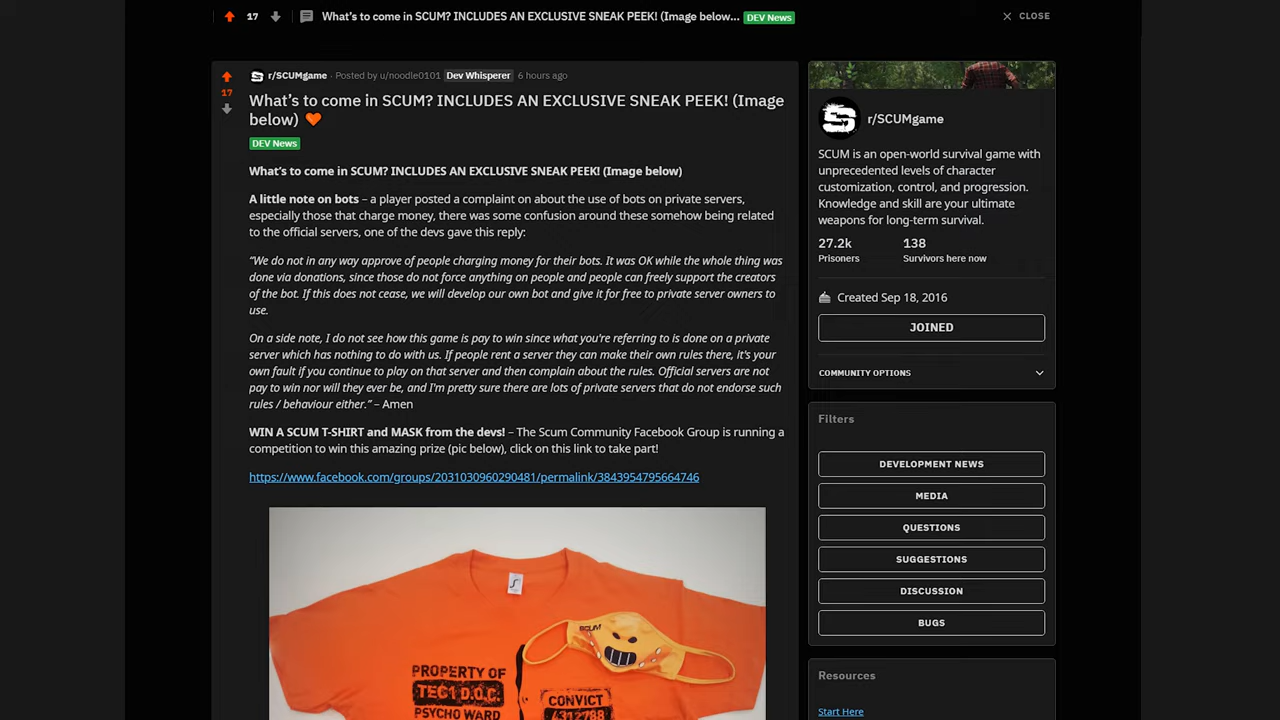 17 What's to come in SCUM? INCLUDES AN EXCLUSIVE SNEAK PEEK! (Image below... DEV News
CLOSE
r/SCUMgame · Posted by u/noodle0101 Dev Whisperer 6 hours ago
17
What's to come in SCUM? INCLUDES AN EXCLUSIVE SNEAK PEEK! (Image
below) 🧡
DEV News
What's to come in SCUM? INCLUDES AN EXCLUSIVE SNEAK PEEK! (Image below)
A little note on bots – a player posted a complaint on about the use of bots on private servers,
especially those that charge money, there was some confusion around these somehow being related
to the official servers, one of the devs gave this reply:
"We do not in any way approve of people charging money for their bots. It was OK while the whole thing was
done via donations, since those do not force anything on people and people can freely support the creators
of the bot. If this does not cease, we will develop our own bot and give it for free to private server owners to
use.
On a side note, I do not see how this game is pay to win since what you're referring to is done on a private
server which has nothing to do with us. If people rent a server they can make their own rules there, it's your
own fault if you continue to play on that server and then complain about the rules. Official servers are not
pay to win nor will they ever be, and I'm pretty sure there are lots of private servers that do not endorse such
rules / behaviour either." – Amen
WIN A SCUM T-SHIRT and MASK from the devs! – The Scum Community Facebook Group is running a
competition to win this amazing prize (pic below), click on this link to take part!
https://www.facebook.com/groups/2031030960290481/permalink/3843954795664746
SCUM
PROPERTY OF
TEC1 D.O.C.
PSYCHO WARD
CONVICT
4312788
r/SCUMgame
SCUM is an open-world survival game with
unprecedented levels of character
customization, control, and progression.
Knowledge and skill are your ultimate
weapons for long-term survival.
27.2k 138
Prisoners Survivors here now
Created Sep 18, 2016
JOINED
COMMUNITY OPTIONS
Filters
DEVELOPMENT NEWS
MEDIA
QUESTIONS
SUGGESTIONS
DISCUSSION
BUGS
Resources
Start Here